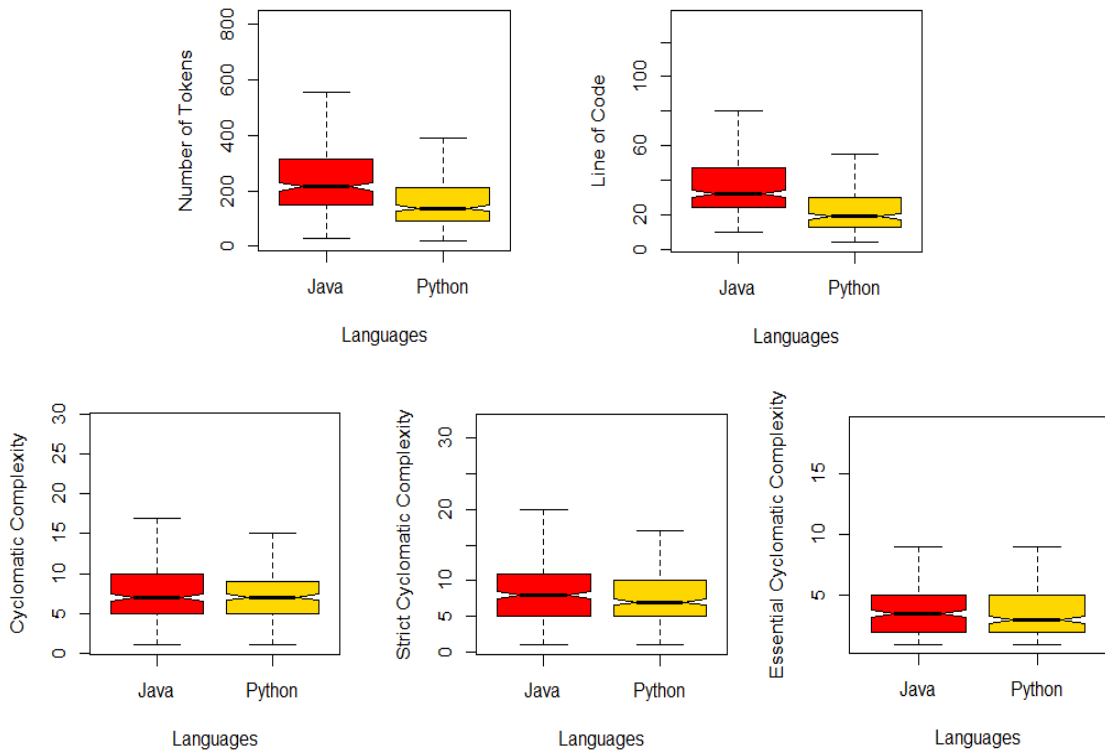 Number of Tokens
800
600
400
200
0
Java Python
Languages
Line of Code
100
60
20
0
Java Python
Languages
Cyclomatic Complexity
30
25
20
15
10
5
0
Java Python
Languages
Strict Cyclomatic Complexity
30
20
10
5
0
Java Python
Languages
Essential Cyclomatic Complexity
15
10
5
Java Python
Languages